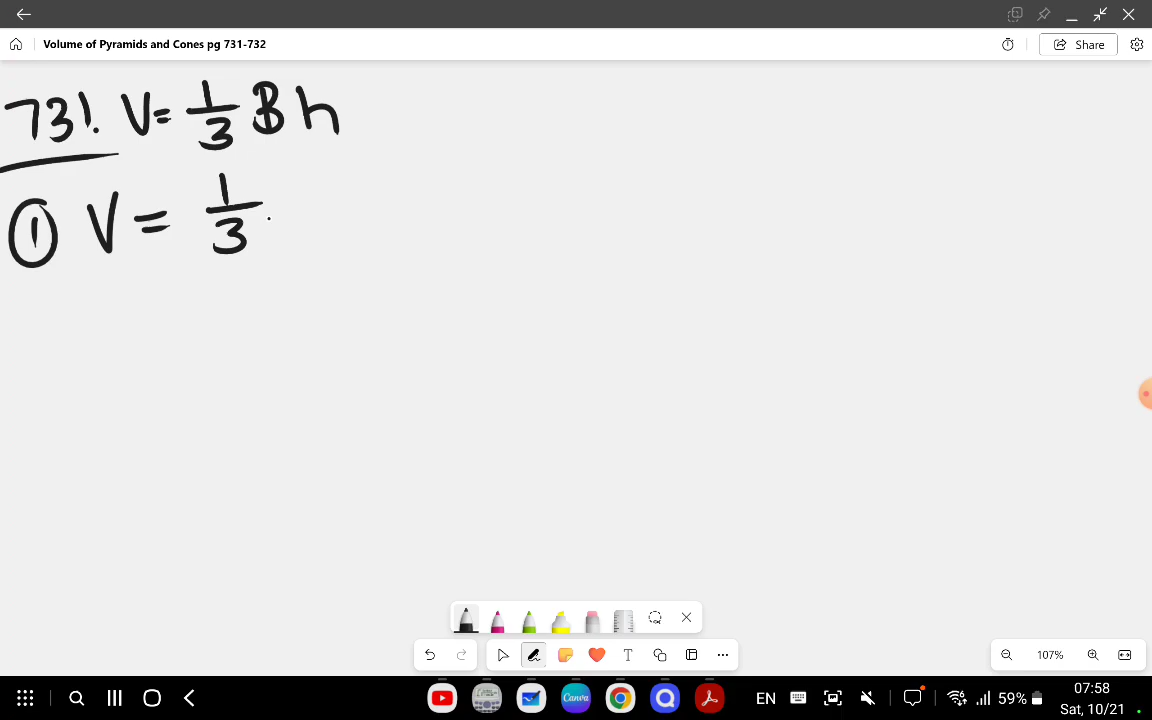 Volume of Pyramids and Cones pg 731-732
Share
731. V = 1/3 B h
① V = 1/3 .
107%
Canva
EN
59%
07:58
Sat, 10/21